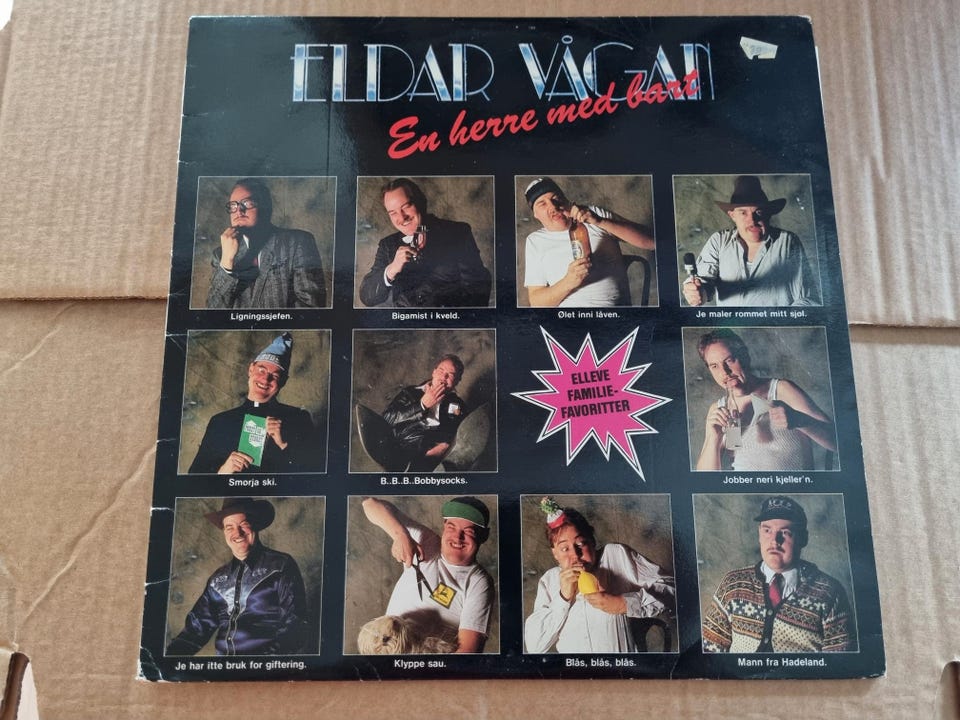 ELDAR VÅGAN
En herre med bart
Ligningssjefen.
Bigamist i kveld.
Ølet inni låven.
Je maler rommet mitt sjøl.
Smorja ski.
B..B..B..Bobbysocks.
ELLEVE
FAMILIE-
FAVORITTER
Jobber neri kjeller'n.
Je har itte bruk for giftering.
Klyppe sau.
Blås, blås, blås.
Mann fra Hadeland.